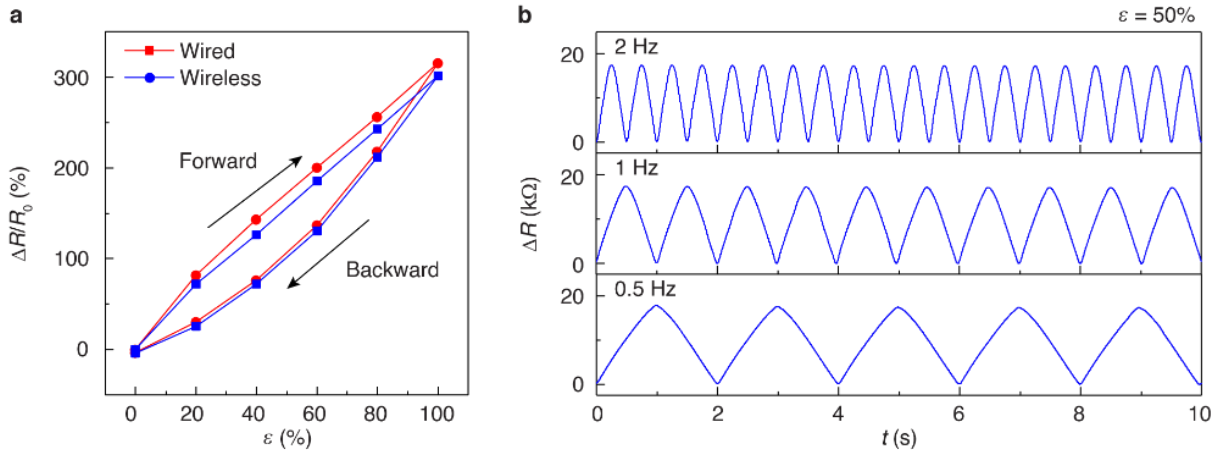 a
Wired
Wireless
Forward
Backward
300
200
100
0
0 20 40 60 80 100
ΔR/R₀ (%)
ε (%)
b
ε = 50%
2 Hz
20
0
1 Hz
20
0
0.5 Hz
20
0
0 2 4 6 8 10
ΔR (kΩ)
t (s)